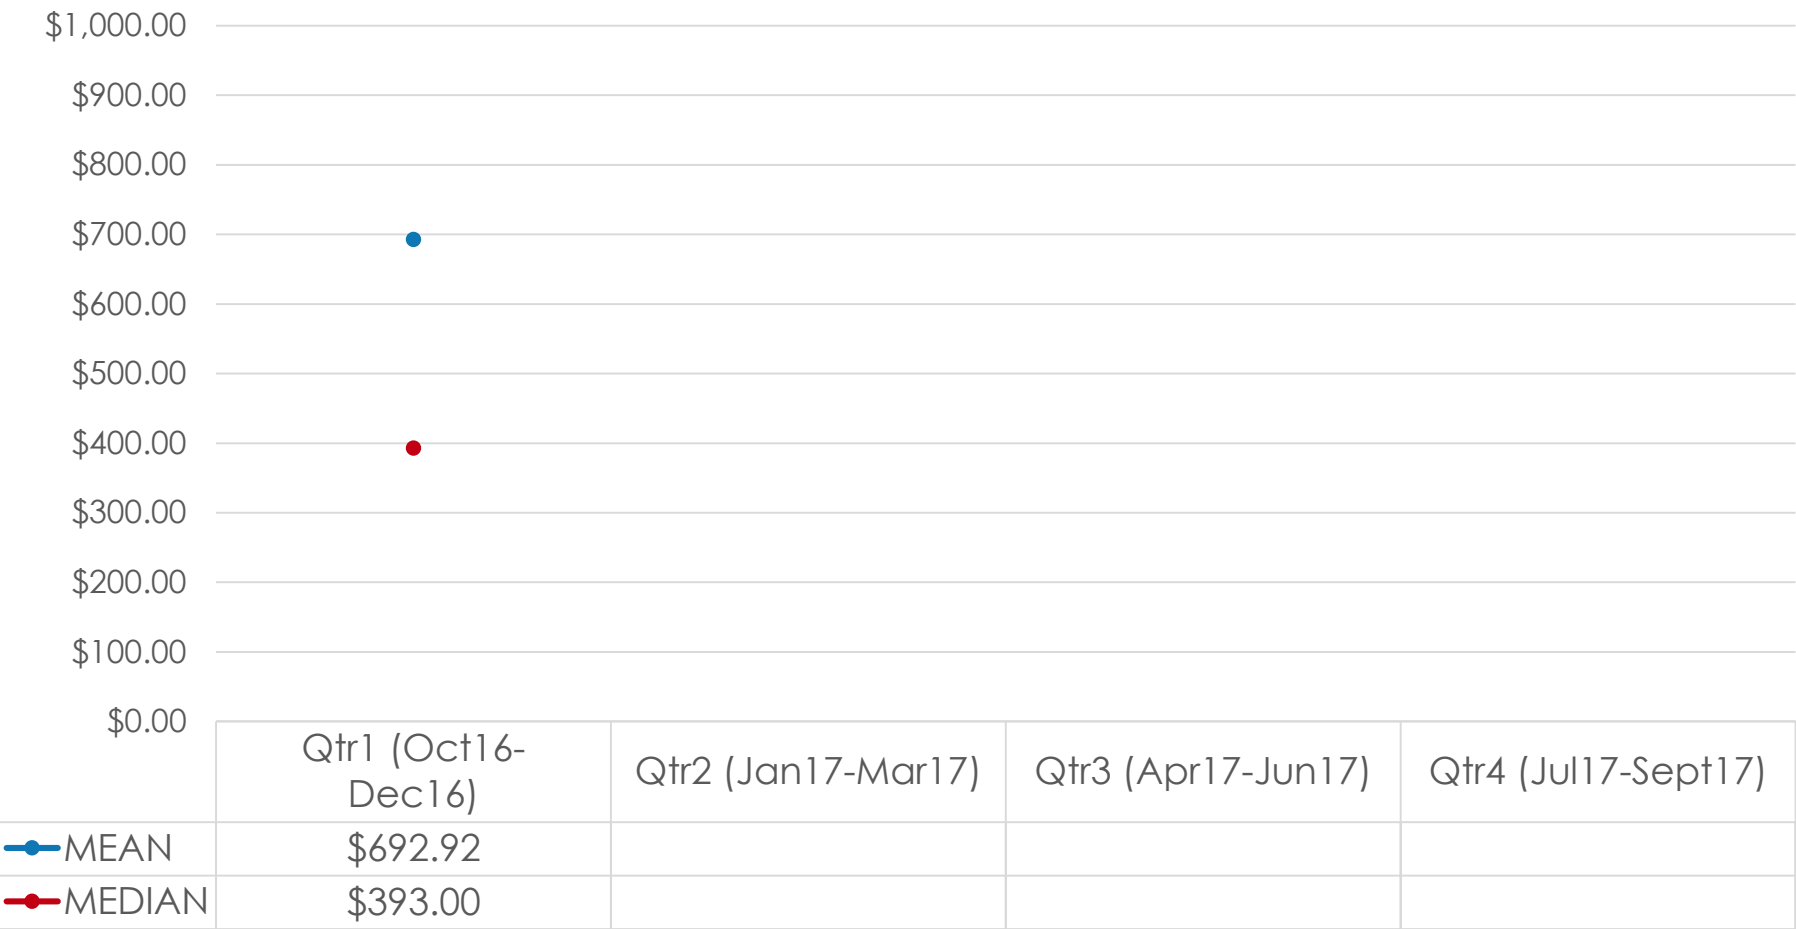 $1,000.00
$900.00
$800.00
$700.00
$600.00
$500.00
$400.00
$300.00
$200.00
$100.00
$0.00
Qtr1 (Oct16-
Dec16)
Qtr2 (Jan17-Mar17)
Qtr3 (Apr17-Jun17)
Qtr4 (Jul17-Sept17)
MEAN $692.92
MEDIAN $393.00